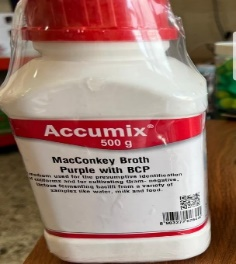 Accumix®
500 g
MacConkey Broth
Purple with BCP
medium used for the presumptive identification
of coliforms and for cultivating Gram- negative,
lactose fermenting bacilli from a variety of
samples like water, milk and food.